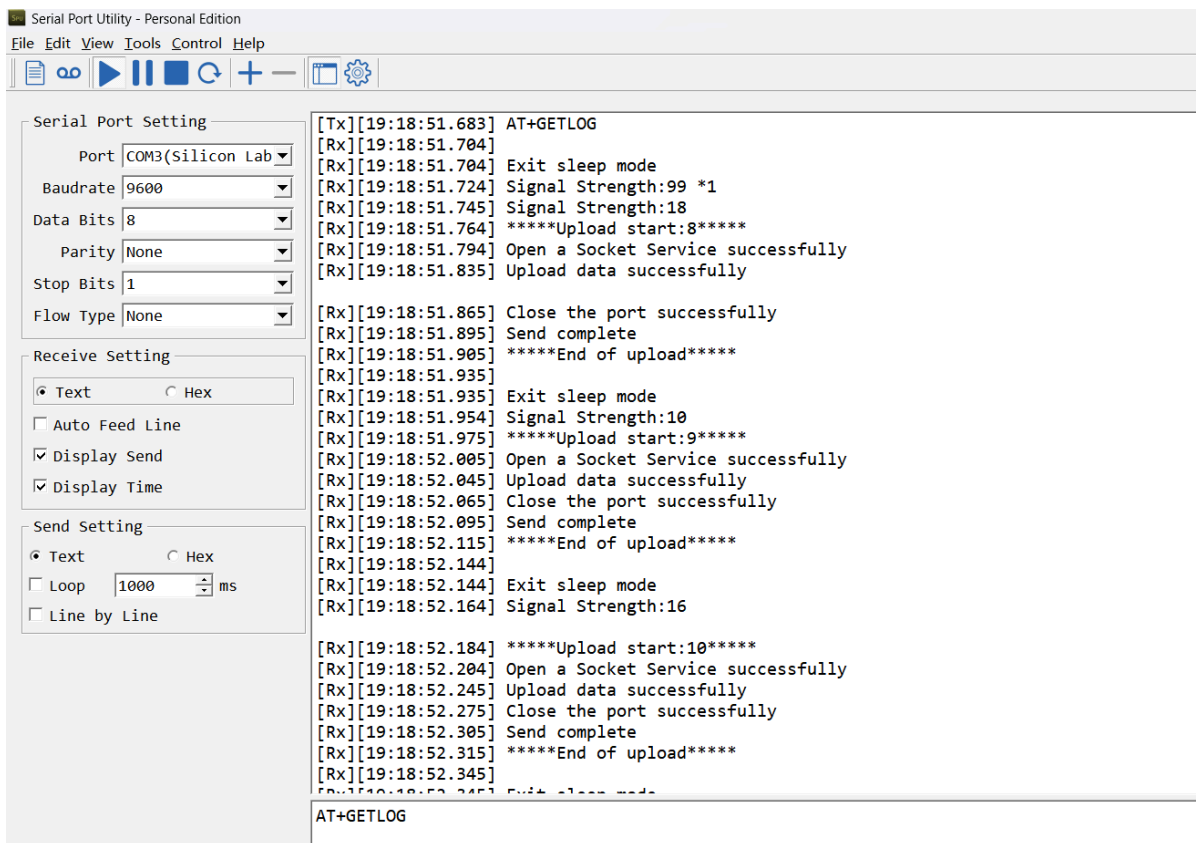 Serial Port Utility - Personal Edition
File Edit View Tools Control Help
Serial Port Setting
Port COM3(Silicon Lab
Baudrate 9600
Data Bits 8
Parity None
Stop Bits 1
Flow Type None
Receive Setting
Text Hex
Auto Feed Line
Display Send
Display Time
Send Setting
Text Hex
Loop 1000 ms
Line by Line
[Tx][19:18:51.683] AT+GETLOG
[Rx][19:18:51.704]
[Rx][19:18:51.704] Exit sleep mode
[Rx][19:18:51.724] Signal Strength:99 *1
[Rx][19:18:51.745] Signal Strength:18
[Rx][19:18:51.764] *****Upload start:8*****
[Rx][19:18:51.794] Open a Socket Service successfully
[Rx][19:18:51.835] Upload data successfully
[Rx][19:18:51.865] Close the port successfully
[Rx][19:18:51.895] Send complete
[Rx][19:18:51.905] *****End of upload*****
[Rx][19:18:51.935]
[Rx][19:18:51.935] Exit sleep mode
[Rx][19:18:51.954] Signal Strength:10
[Rx][19:18:51.975] *****Upload start:9*****
[Rx][19:18:52.005] Open a Socket Service successfully
[Rx][19:18:52.045] Upload data successfully
[Rx][19:18:52.065] Close the port successfully
[Rx][19:18:52.095] Send complete
[Rx][19:18:52.115] *****End of upload*****
[Rx][19:18:52.144]
[Rx][19:18:52.144] Exit sleep mode
[Rx][19:18:52.164] Signal Strength:16
[Rx][19:18:52.184] *****Upload start:10*****
[Rx][19:18:52.204] Open a Socket Service successfully
[Rx][19:18:52.245] Upload data successfully
[Rx][19:18:52.275] Close the port successfully
[Rx][19:18:52.305] Send complete
[Rx][19:18:52.315] *****End of upload*****
[Rx][19:18:52.345]
[Rx][19:18:52.345] Exit sleep mode
AT+GETLOG